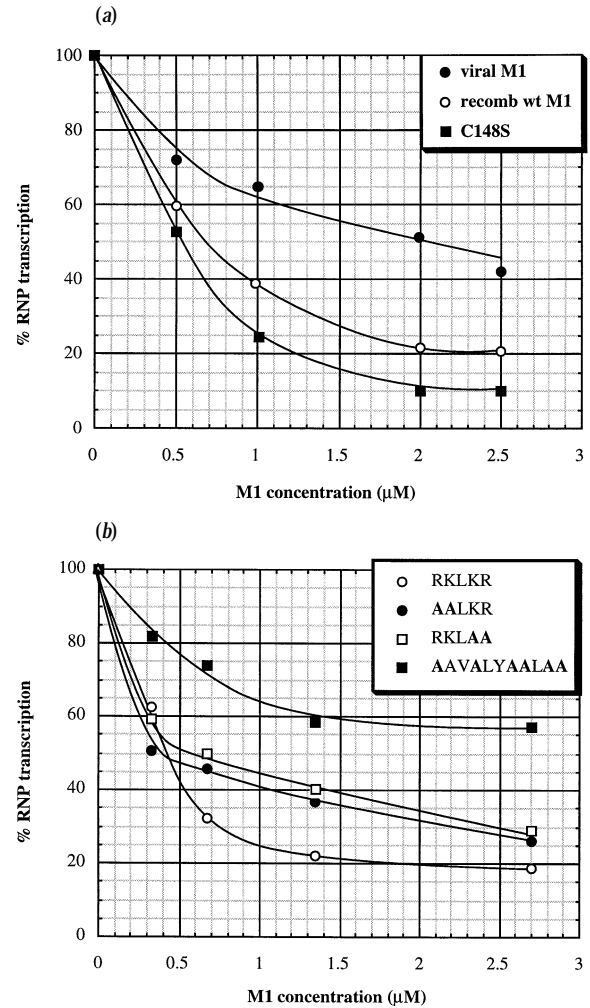 (a)
100
80
60
40
20
0
% RNP transcription
viral M1
recomb wt M1
C148S
0 0.5 1 1.5 2 2.5 3
M1 concentration (µM)
(b)
100
80
60
40
20
0
% RNP transcription
RKLKR
AALKR
RKLAA
AAVALYAALAA
0 0.5 1 1.5 2 2.5 3
M1 concentration (µM)